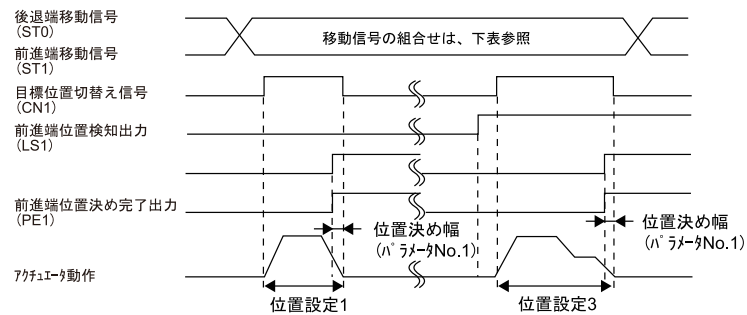 後退端移動信号
(ST0)
前進端移動信号
(ST1)
移動信号の組合せは、下表参照
目標位置切替え信号
(CN1)
前進端位置検知出力
(LS1)
前進端位置決め完了出力
(PE1)
位置決め幅
(パラメータNo.1)
位置決め幅
(パラメータNo.1)
アクチュエータ動作
位置設定1
位置設定3